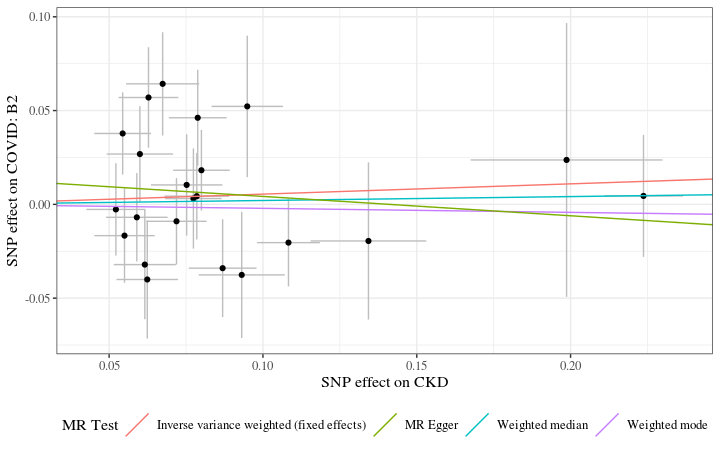 0.10
0.05
0.00
-0.05
SNP effect on COVID: B2
0.05 0.10 0.15 0.20
SNP effect on CKD
MR Test Inverse variance weighted (fixed effects) MR Egger Weighted median Weighted mode